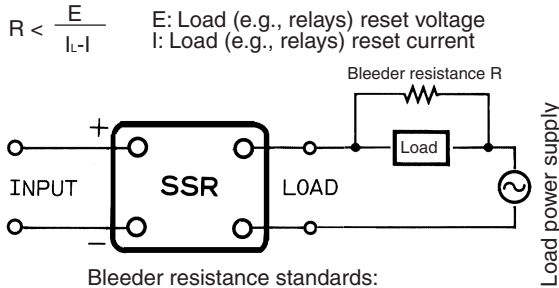 R < E / IL-I
E: Load (e.g., relays) reset voltage
I: Load (e.g., relays) reset current
Bleeder resistance R
+
Load
INPUT
SSR
LOAD
−
Load power supply
Bleeder resistance standards: